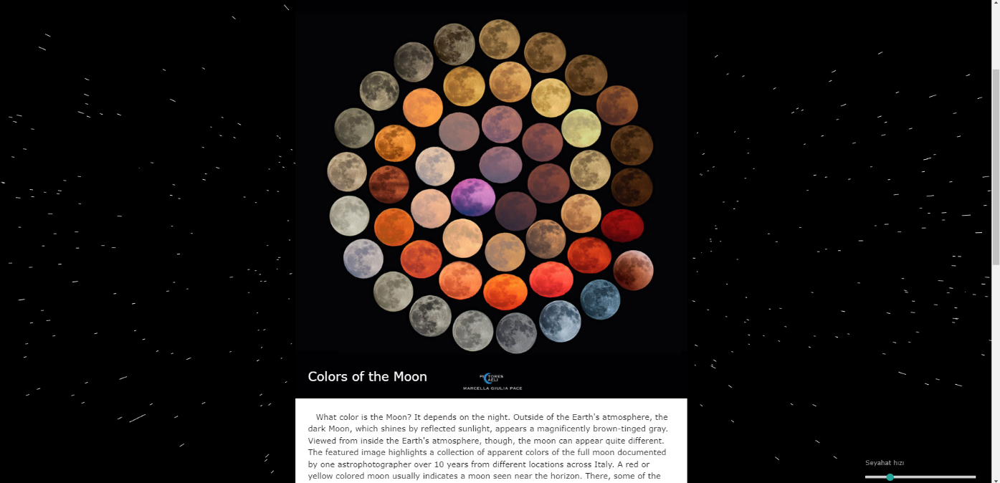 Colors of the Moon
PICTORES
CAELI
MARCELLA GIULIA PACE
What color is the Moon? It depends on the night. Outside of the Earth's atmosphere, the
dark Moon, which shines by reflected sunlight, appears a magnificently brown-tinged gray.
Viewed from inside the Earth's atmosphere, though, the moon can appear quite different.
The featured image highlights a collection of apparent colors of the full moon documented
by one astrophotographer over 10 years from different locations across Italy. A red or
yellow colored moon usually indicates a moon seen near the horizon. There, some of the
Seyahat hızı